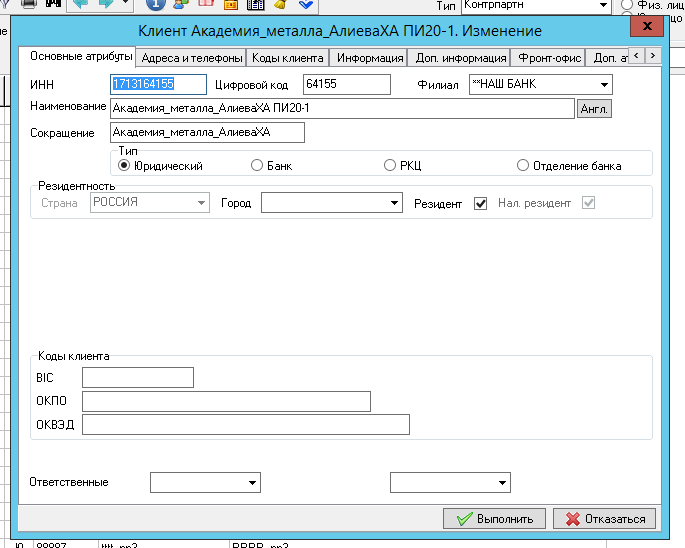 Тип Контрпартн Физ. лиц
Клиент Академия_металла_АлиеваХА ПИ20-1. Изменение x
Основные атрибуты Адреса и телефоны Коды клиента Информация Доп. информация Фронт-офис Доп. ат < >
ИНН 1713164155 Цифровой код 64155 Филиал **НАШ БАНК
Наименование Академия_металла_АлиеваХА ПИ20-1 Англ.
Сокращение Академия_металла_АлиеваХА
Тип
Юридический Банк РКЦ Отделение банка
Резидентность
Страна РОССИЯ Город Резидент Нал. резидент
Коды клиента
BIC
ОКПО
ОКВЭД
Ответственные
Выполнить Отказаться